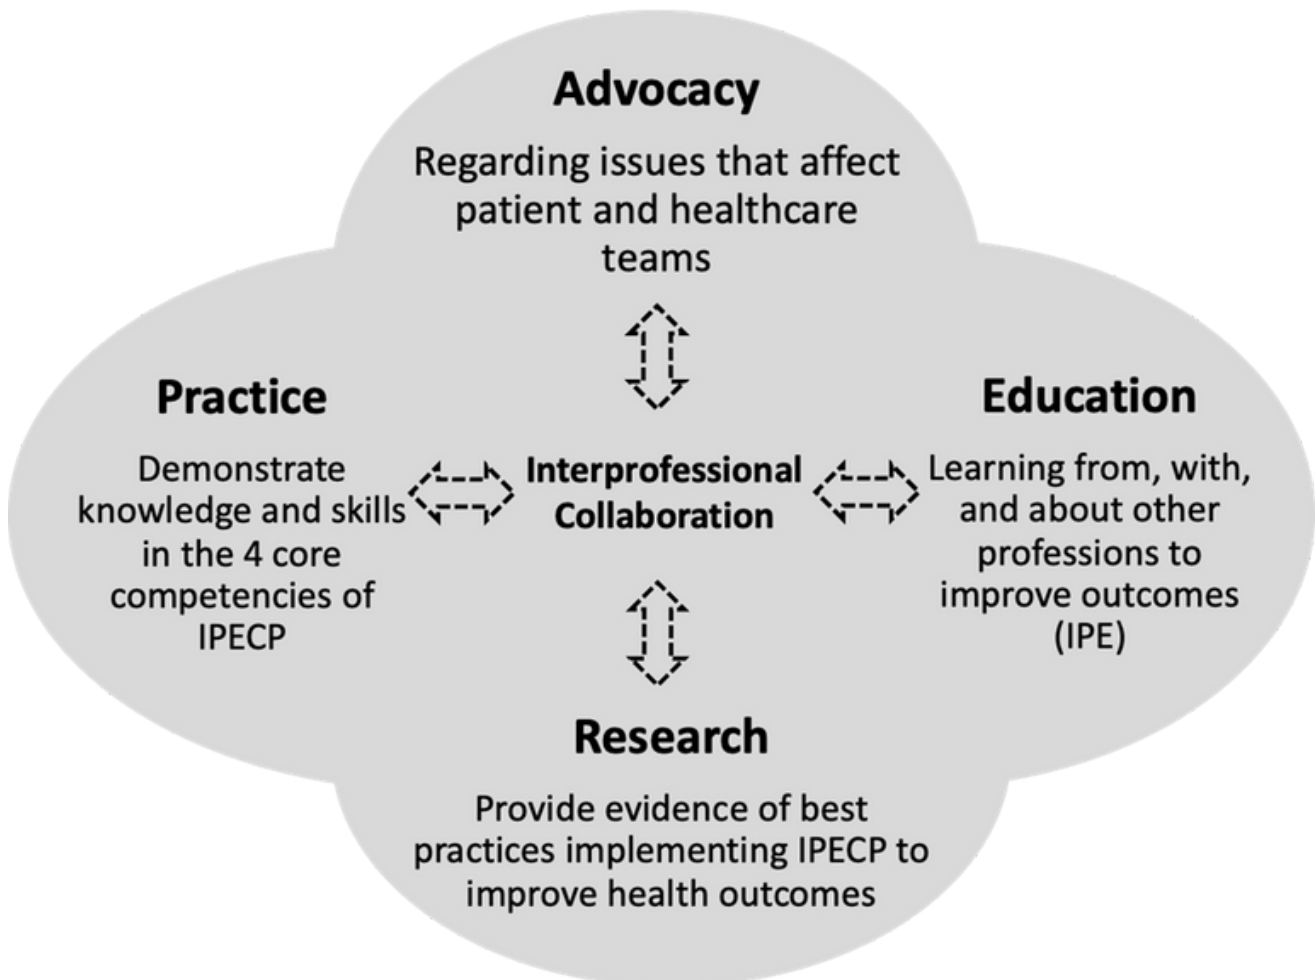 Advocacy
Regarding issues that affect
patient and healthcare
teams
Practice
Demonstrate
knowledge and skills
in the 4 core
competencies of
IPECP
Interprofessional
Collaboration
Education
Learning from, with,
and about other
professions to
improve outcomes
(IPE)
Research
Provide evidence of best
practices implementing IPECP to
improve health outcomes